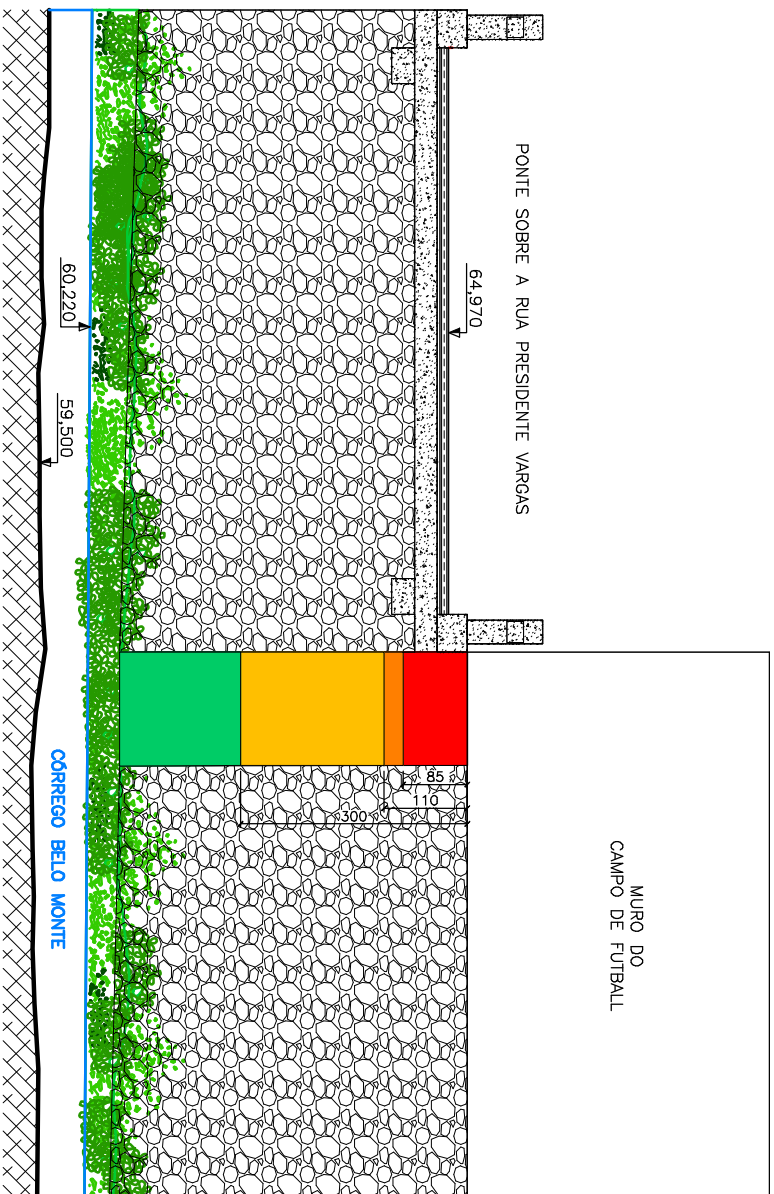 PONTE SOBRE A RUA PRESIDENTE VARGAS
64,970
60,220
59,500
MURO DO
CAMPO DE FUTBALL
85
110
300
CÓRREGO BELO MONTE